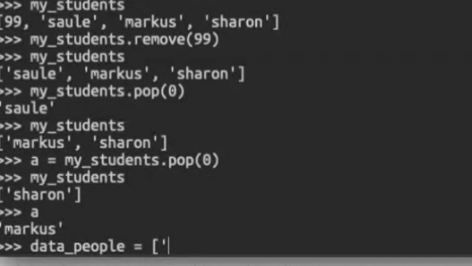 >>> my_students
[99, 'saule', 'markus', 'sharon']
>>> my_students.remove(99)
>>> my_students
['saule', 'markus', 'sharon']
>>> my_students.pop(0)
'saule'
>>> my_students
['markus', 'sharon']
>>> a = my_students.pop(0)
>>> my_students
['sharon']
>>> a
'markus'
>>> data_people = ['